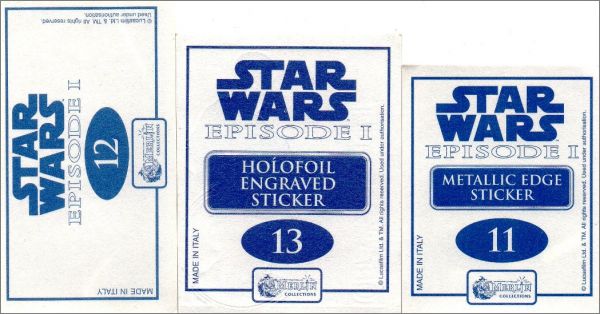 STAR
WARS
EPISODE I
12
MERLIN
COLLECTIONS
MADE IN ITALY
© Lucasfilm Ltd. & TM. All rights reserved.
Used under authorisation.
STAR
WARS
EPISODE I
HOLOFOIL
ENGRAVED
STICKER
13
MERLIN
COLLECTIONS
MADE IN ITALY
© Lucasfilm Ltd. & TM. All rights reserved. Used under authorisation.
STAR
WARS
EPISODE I
METALLIC EDGE
STICKER
11
MERLIN
COLLECTIONS
MADE IN ITALY
© Lucasfilm Ltd. & TM. All rights reserved. Used under authorisation.